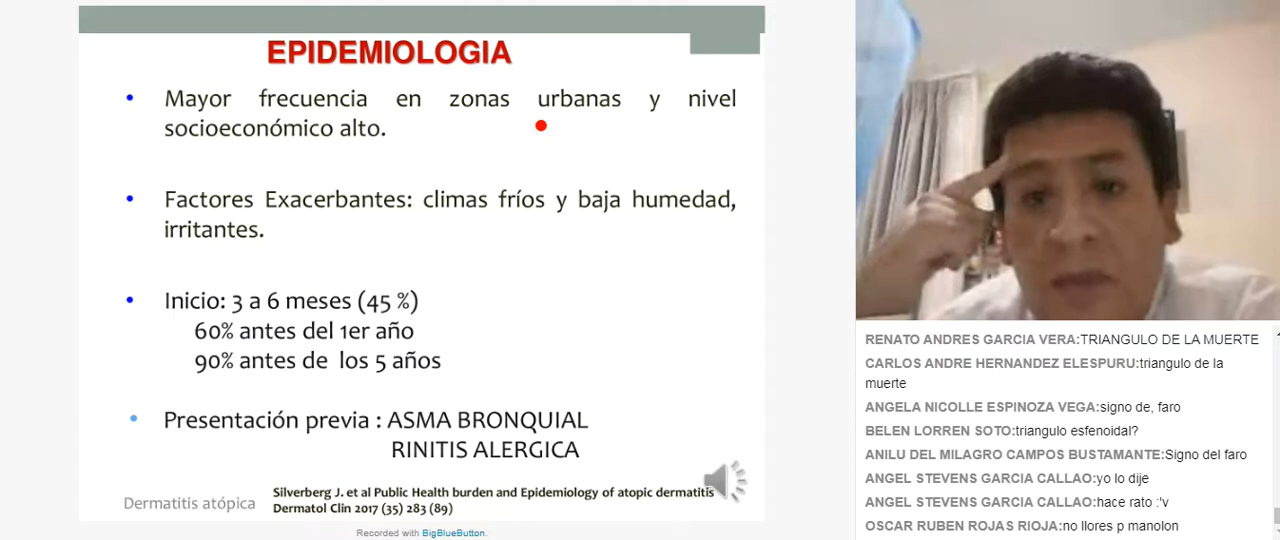 EPIDEMIOLOGIA
• Mayor frecuencia en zonas urbanas y nivel
socioeconómico alto.
• Factores Exacerbantes: climas fríos y baja humedad,
irritantes.
• Inicio: 3 a 6 meses (45 %)
60% antes del 1er año
90% antes de los 5 años
• Presentación previa : ASMA BRONQUIAL
RINITIS ALERGICA
Dermatitis atópica
Silverberg J. et al Public Health burden and Epidemiology of atopic dermatitis
Dermatol Clin 2017 (35) 283 (89)
Recorded with BigBlueButton.
RENATO ANDRES GARCIA VERA:TRIANGULO DE LA MUERTE
CARLOS ANDRE HERNANDEZ ELESPURU:triangulo de la
muerte
ANGELA NICOLLE ESPINOZA VEGA:signo de, faro
BELEN LORREN SOTO:triangulo esfenoidal?
ANILU DEL MILAGRO CAMPOS BUSTAMANTE:Signo del faro
ANGEL STEVENS GARCIA CALLAO:yo lo dije
ANGEL STEVENS GARCIA CALLAO:hace rato :'v
OSCAR RUBEN ROJAS RIOJA:no llores p manolon